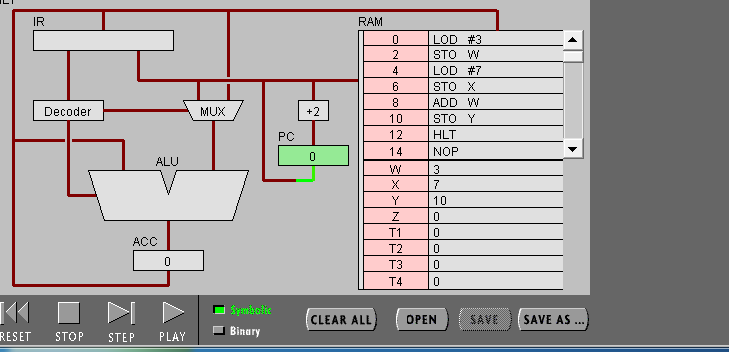 IR
RAM
0 LOD #3
2 STO W
4 LOD #7
6 STO X
8 ADD W
10 STO Y
12 HLT
14 NOP
W 3
X 7
Y 10
Z 0
T1 0
T2 0
T3 0
T4 0
Decoder
MUX
+2
PC
0
ALU
ACC
0
RESET
STOP
STEP
PLAY
Symbolic
Binary
CLEAR ALL
OPEN
SAVE
SAVE AS ...